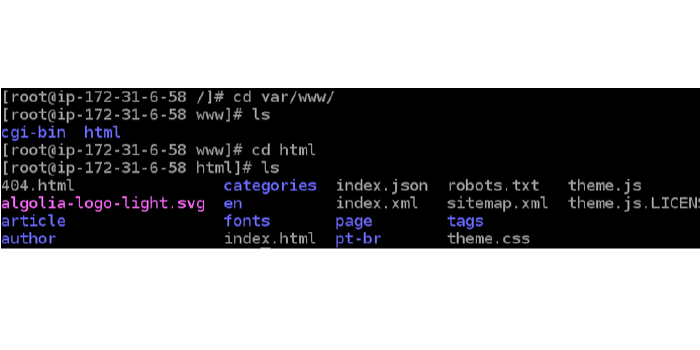 [root@ip-172-31-6-58 /]# cd var/www/
[root@ip-172-31-6-58 www]# ls
cgi-bin  html
[root@ip-172-31-6-58 www]# cd html
[root@ip-172-31-6-58 html]# ls
404.html                categories  index.json  robots.txt   theme.js
algolia-logo-light.svg  en          index.xml   sitemap.xml  theme.js.LICENS
article                 fonts       page        tags
author                  index.html  pt-br       theme.css